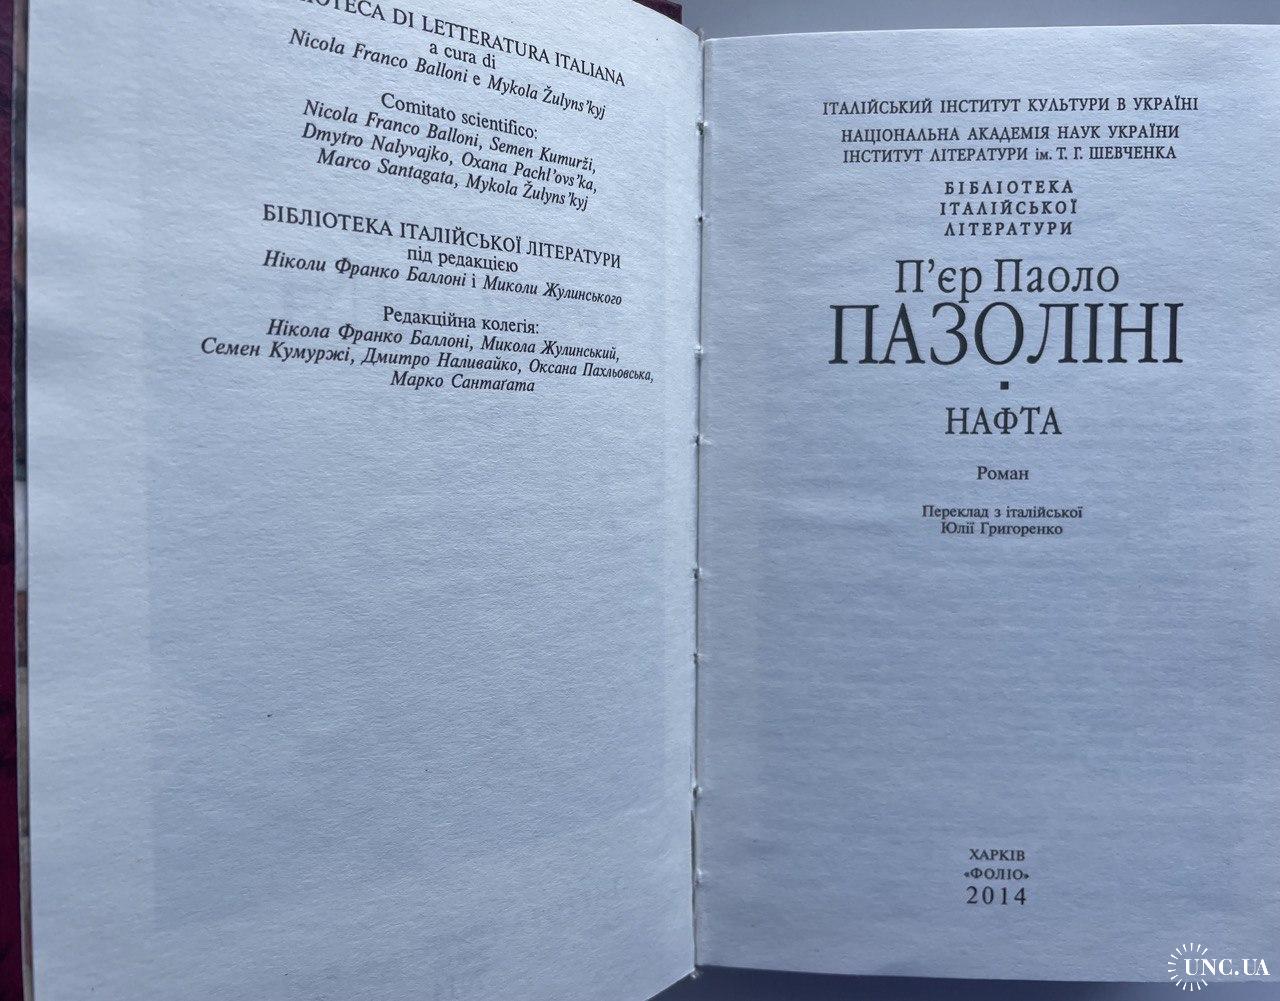 DI LETTERATURA ITALIANA
a cura di
Nicola Franco Balloni e Mykola Žulyns'kyj
Comitato scientifico:
Nicola Franco Balloni, Semen Kumurži,
Dmytro Nalyvajko, Oxana Pachl'ovs'ka,
Marco Santagata, Mykola Žulyns'kyj
БІБЛІОТЕКА ІТАЛІЙСЬКОЇ ЛІТЕРАТУРИ
під редакцією
Ніколи Франко Баллоні і Миколи Жулинського
Редакційна колегія:
Нікола Франко Баллоні, Микола Жулинський,
Семен Кумуржі, Дмитро Наливайко, Оксана Пахльовська,
Марко Сантаґата
ІТАЛІЙСЬКИЙ ІНСТИТУТ КУЛЬТУРИ В УКРАЇНІ
НАЦІОНАЛЬНА АКАДЕМІЯ НАУК УКРАЇНИ
ІНСТИТУТ ЛІТЕРАТУРИ ім. Т. Г. ШЕВЧЕНКА
БІБЛІОТЕКА
ІТАЛІЙСЬКОЇ
ЛІТЕРАТУРИ
П’єр Паоло
ПАЗОЛІНІ
НАФТА
Роман
Переклад з італійської
Юлії Григоренко
ХАРКІВ
«ФОЛІО»
2014
UNC.UA